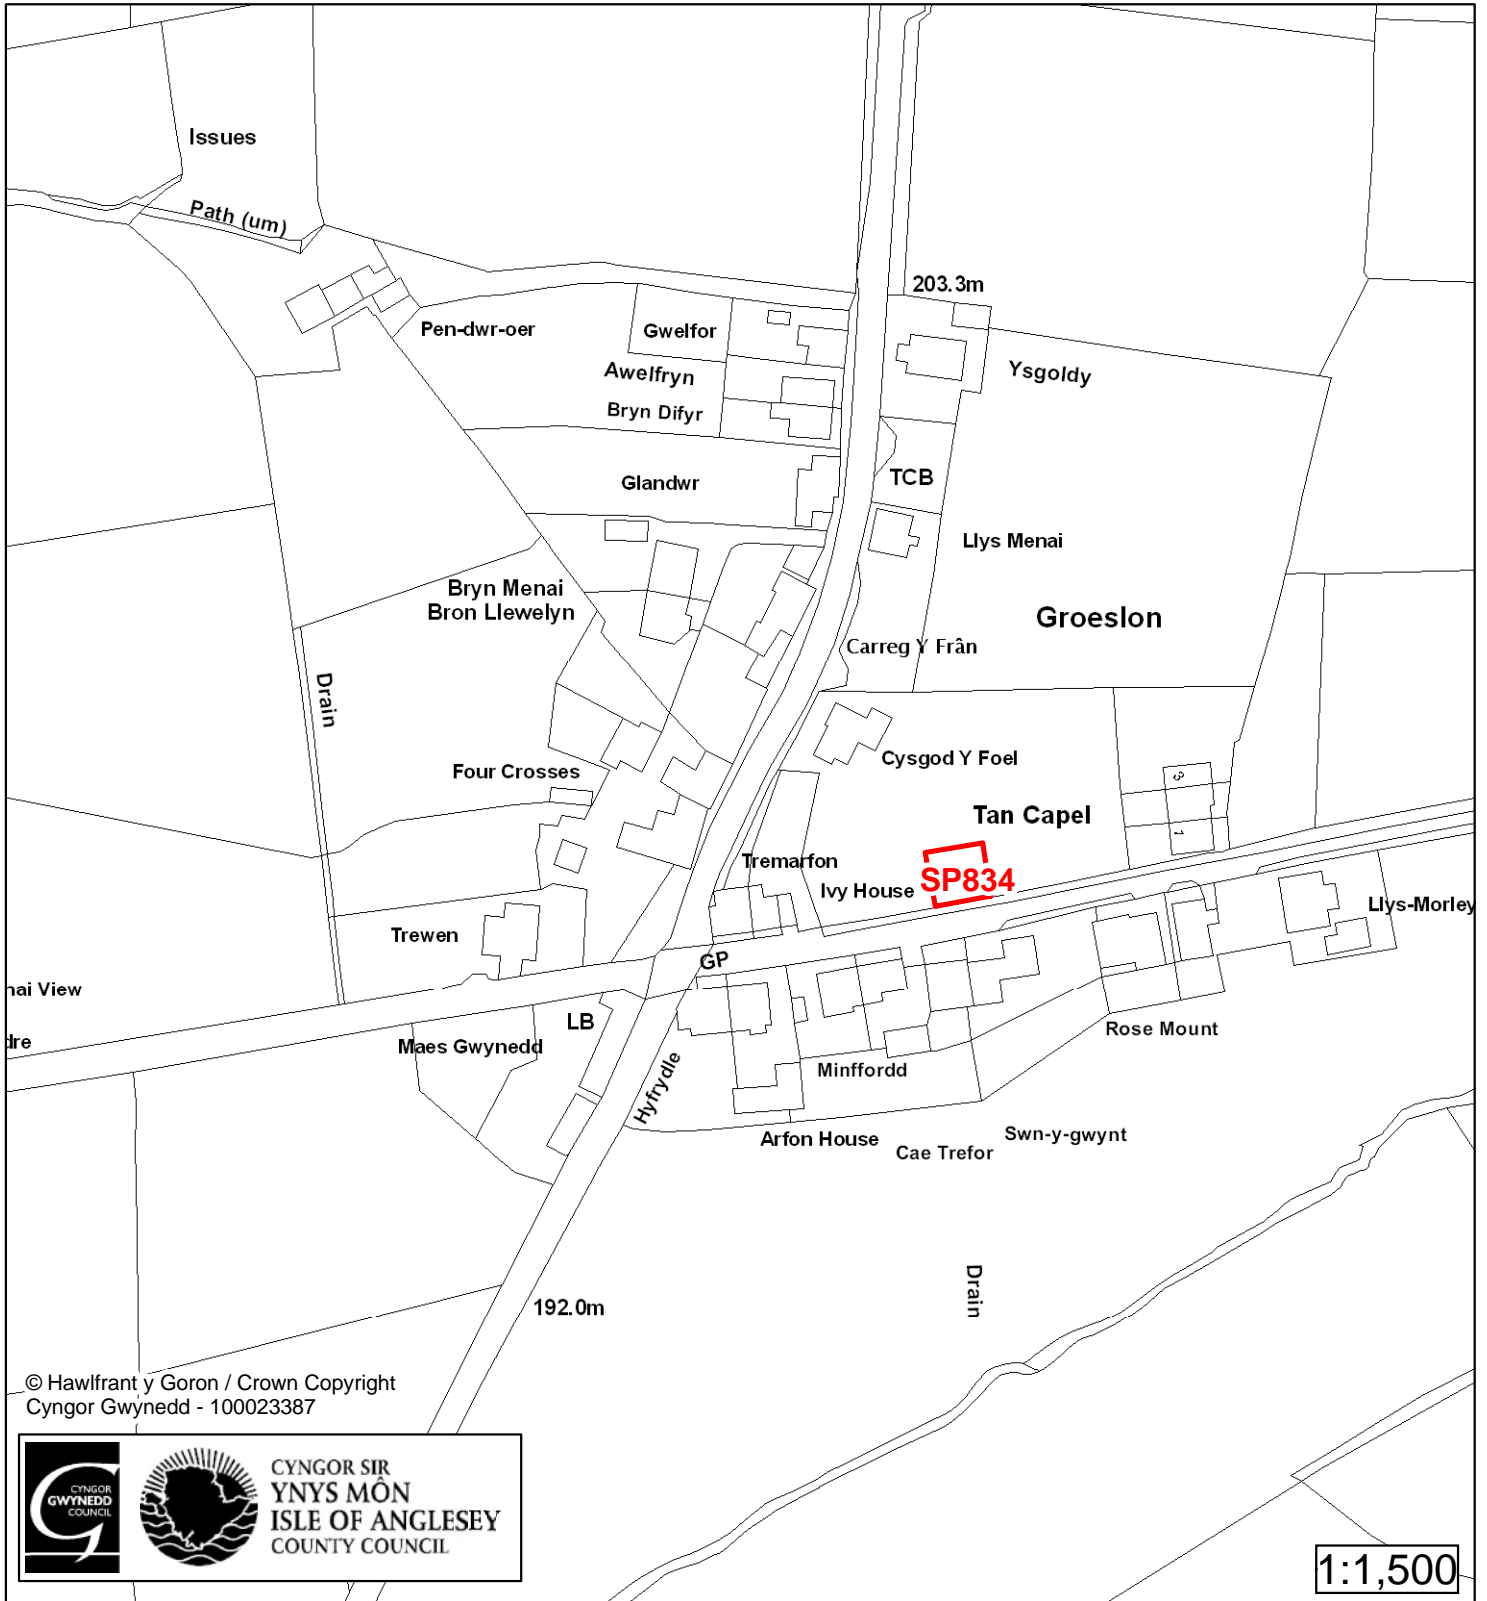 Issues
Path (um)
203.3m
Pen-dwr-oer
Gwelfor
Awelfryn
Ysgoldy
Bryn Difyr
Glandwr
TCB
Llys Menai
Bryn Menai
Bron Llewelyn
Groeslon
Carreg Y Frân
Drain
Four Crosses
Cysgod Y Foel
3
Tan Capel
1
Tremarfon
Ivy House
SP834
Llys-Morley
Trewen
GP
nai View
LB
dre
Maes Gwynedd
Rose Mount
Hyfrydle
Minffordd
Arfon House
Cae Trefor
Swn-y-gwynt
Drain
192.0m
© Hawlfrant y Goron / Crown Copyright
Cyngor Gwynedd - 100023387
CYNGOR
GWYNEDD
COUNCIL
CYNGOR SIR
YNYS MÔN
ISLE OF ANGLESEY
COUNTY COUNCIL
1:1,500